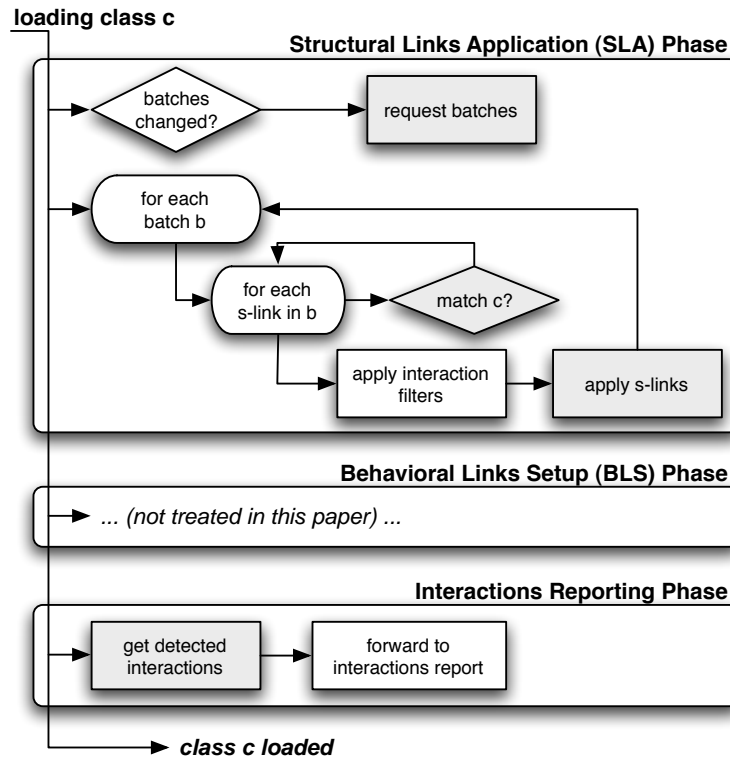 loading class c
Structural Links Application (SLA) Phase
batches
changed?
request batches
for each
batch b
for each
s-link in b
match c?
apply interaction
filters
apply s-links
Behavioral Links Setup (BLS) Phase
... (not treated in this paper) ...
Interactions Reporting Phase
get detected
interactions
forward to
interactions report
class c loaded